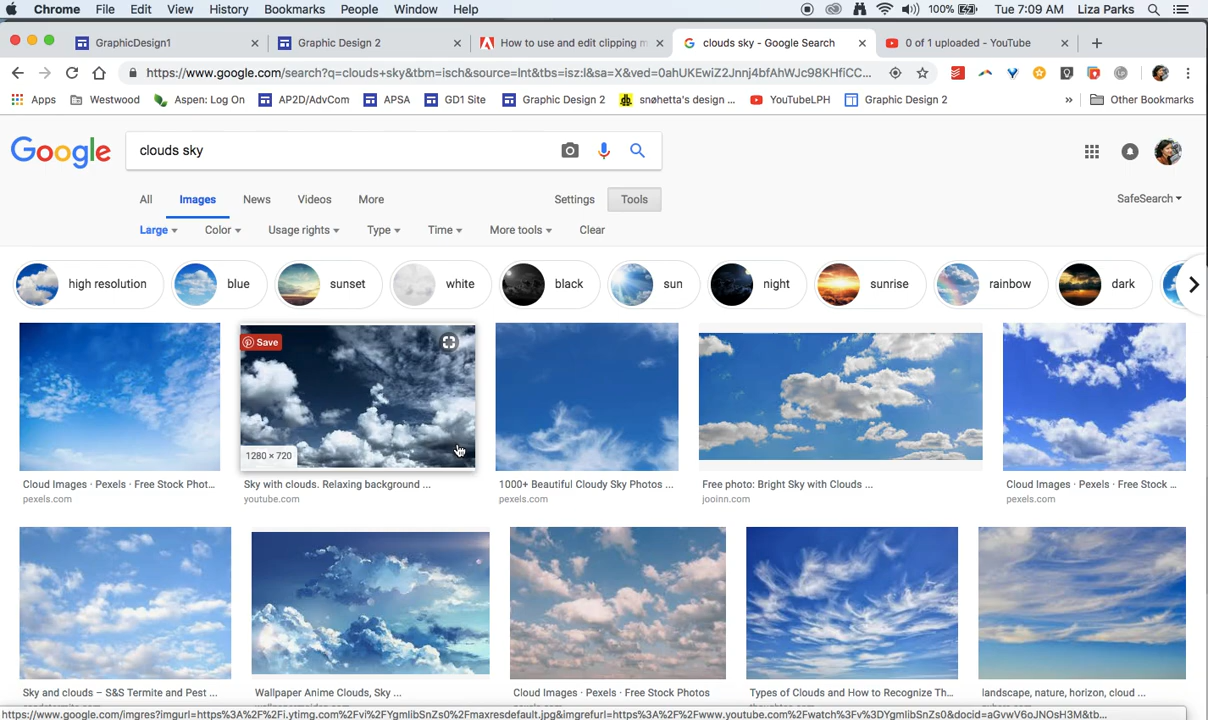 Chrome File Edit View History Bookmarks People Window Help 100% Tue 7:09 AM Liza Parks
GraphicDesign1 Graphic Design 2 How to use and edit clipping m clouds sky - Google Search 0 of 1 uploaded - YouTube
https://www.google.com/search?q=clouds+sky&tbm=isch&source=lnt&tbs=isz:l&sa=X&ved=0ahUKEwiZ2Jnnj4bfAhWJc98KHfiCC...
Apps Westwood Aspen: Log On AP2D/AdvCom APSA GD1 Site Graphic Design 2 snøhetta's design ... YouTubeLPH Graphic Design 2 » Other Bookmarks
Google clouds sky
All Images News Videos More Settings Tools SafeSearch
Large Color Usage rights Type Time More tools Clear
high resolution blue sunset white black sun night sunrise rainbow dark
Save
1280 × 720
Cloud Images · Pexels · Free Stock Phot... Sky with clouds. Relaxing background ... 1000+ Beautiful Cloudy Sky Photos ... Free photo: Bright Sky with Clouds ... Cloud Images · Pexels · Free Stock ...
pexels.com youtube.com pexels.com jooinn.com pexels.com
Sky and clouds – S&S Termite and Pest ... Wallpaper Anime Clouds, Sky ... Cloud Images · Pexels · Free Stock Photos Types of Clouds and How to Recognize Th... landscape, nature, horizon, cloud ...